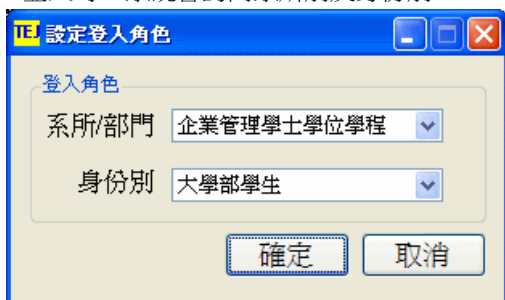 TEJ 設定登入角色
登入角色
系所/部門 企業管理學士學位學程
身份別 大學部學生
確定 取消